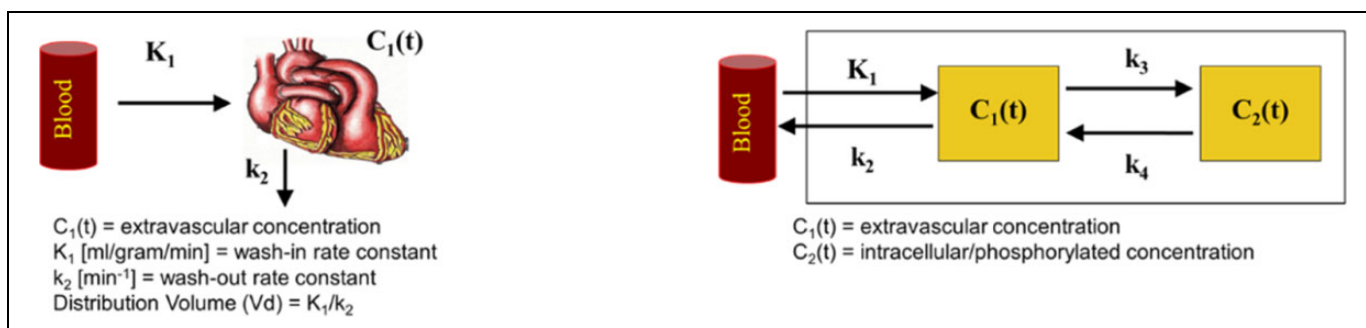 Blood
K₁
C₁(t)
k₂
C₁(t) = extravascular concentration
K₁ [ml/gram/min] = wash-in rate constant
k₂ [min⁻¹] = wash-out rate constant
Distribution Volume (Vd) = K₁/k₂
Blood
K₁
k₂
C₁(t)
k₃
k₄
C₂(t)
C₁(t) = extravascular concentration
C₂(t) = intracellular/phosphorylated concentration